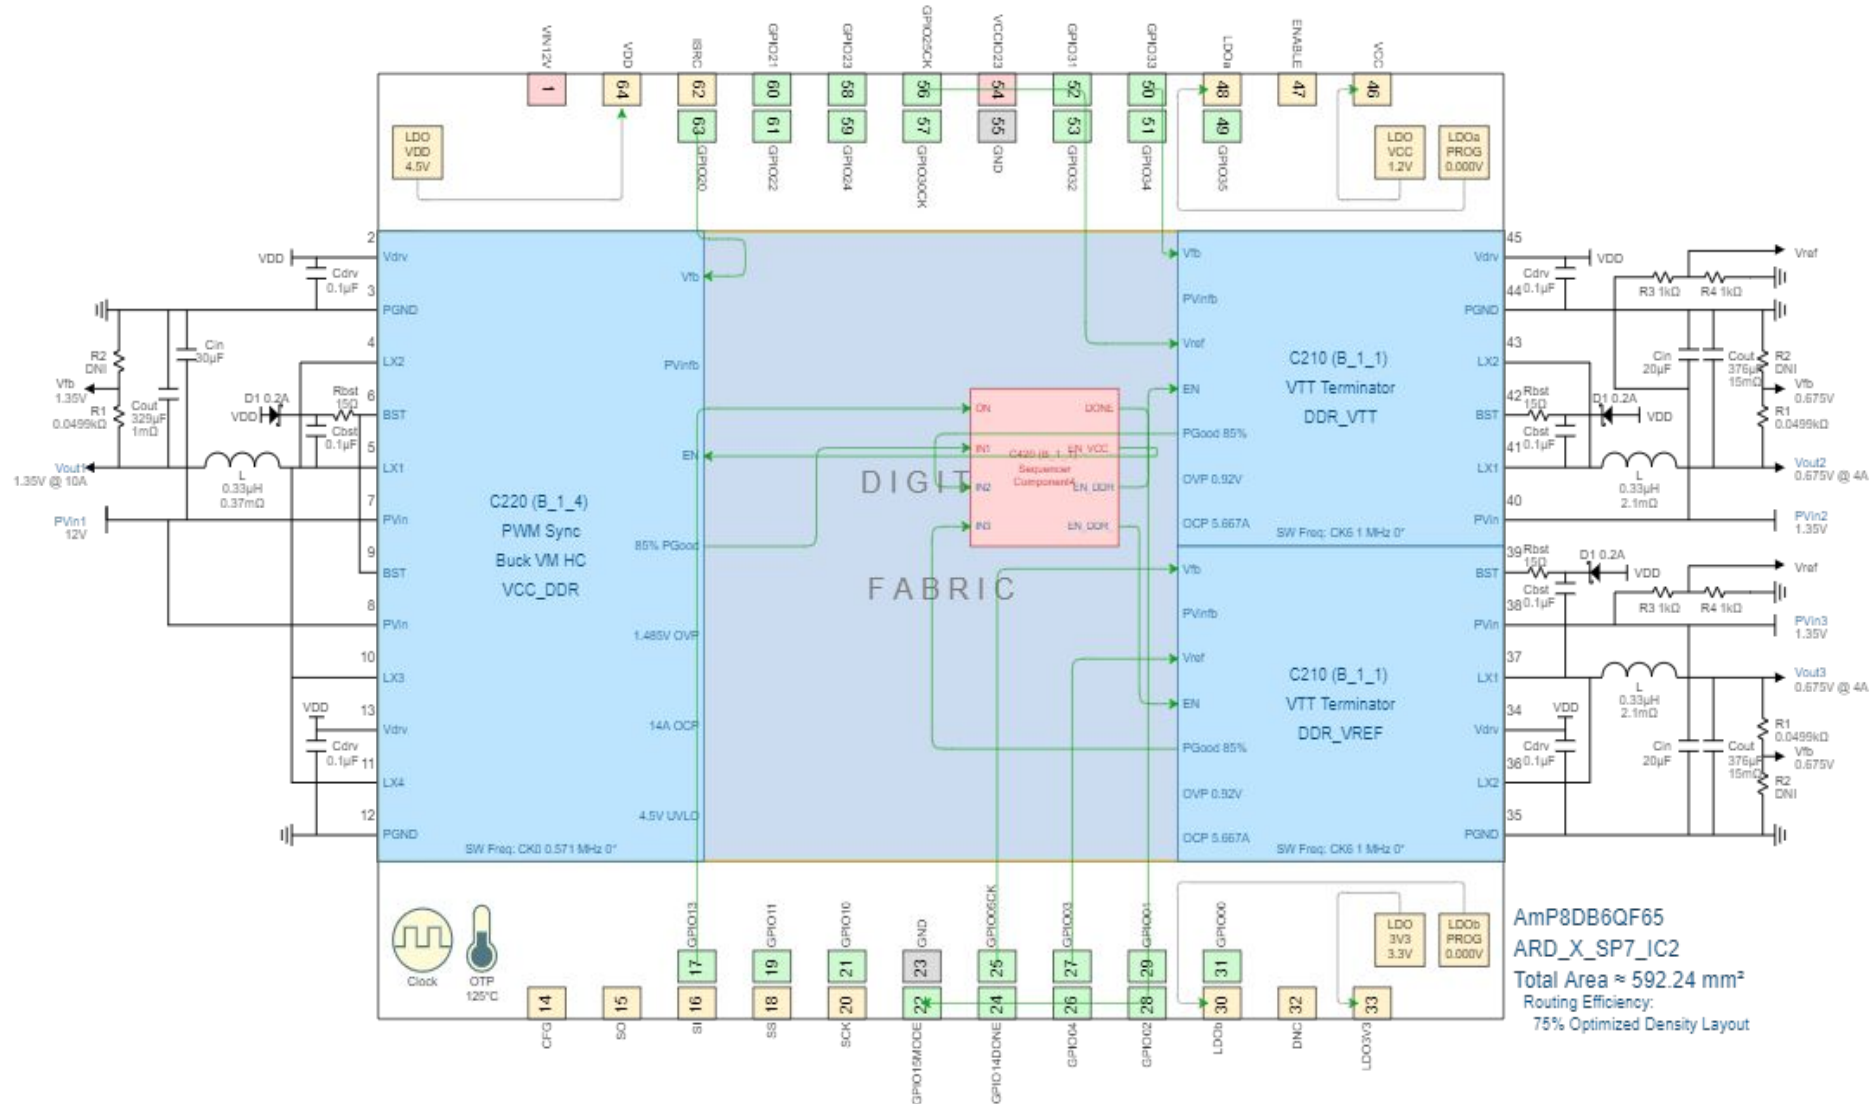 VIN12V
VDD
ISRC
GPIO21
GPIO23
GPIO25CK
VCCIO23
GPIO31
GPIO33
LDOa
ENABLE
VCC
1
64
62
60
58
56
54
52
50
48
47
46
63
61
59
57
55
53
51
49
GPIO20
GPIO22
GPIO24
GPIO30CK
GND
GPIO32
GPIO34
GPIO35
LDO
VDD
4.5V
LDO
VCC
1.2V
LDOa
PROG
0.000V
2
VDD
Cdrv
0.1µF
Vdrv
3
PGND
4
Cin
30µF
LX2
R2
DNI
Vfb
1.35V
R1
0.0499kΩ
Cout
329µF
1mΩ
D1 0.2A
VDD
Rbst
15Ω
Cbst
0.1µF
6
BST
5
LX1
Vout1
1.35V @ 10A
L
0.33µH
0.37mΩ
7
PVin
PVin1
12V
9
BST
8
PVin
10
LX3
13
VDD
Vdrv
Cdrv
0.1µF
11
LX4
12
PGND
Vfb
PVinfb
EN
85% PGood
1.485V OVP
14A OCP
4.5V UVLO
C220 (B_1_4)
PWM Sync
Buck VM HC
VCC_DDR
SW Freq: CK0 0.571 MHz 0°
DIGIT
FABRIC
ON
DONE
IN1
EN_VCC
Sequencer
Component4
IN2
EN_DDR
IN3
EN_DDR
Vfb
PVinfb
Vref
EN
PGood 85%
OVP 0.92V
OCP 5.667A
C210 (B_1_1)
VTT Terminator
DDR_VTT
SW Freq: CK6 1 MHz 0°
Vfb
PVinfb
Vref
EN
PGood 85%
OVP 0.92V
OCP 5.667A
C210 (B_1_1)
VTT Terminator
DDR_VREF
SW Freq: CK6 1 MHz 0°
45
Vdrv
VDD
Cdrv
0.1µF
Vref
R3 1kΩ
R4 1kΩ
44
PGND
43
LX2
Cin
20µF
Cout
376µF
15mΩ
R2
DNI
Vfb
0.675V
R1
0.0499kΩ
42
Rbst
15Ω
D1 0.2A
VDD
BST
Cbst
0.1µF
41
LX1
L
0.33µH
2.1mΩ
Vout2
0.675V @ 4A
40
PVin
PVin2
1.35V
39
Rbst
15Ω
D1 0.2A
VDD
BST
Cbst
0.1µF
Vref
R3 1kΩ
R4 1kΩ
38
PVin
PVin3
1.35V
37
LX1
L
0.33µH
2.1mΩ
Vout3
0.675V @ 4A
34
VDD
Vdrv
Cdrv
0.1µF
R1
0.0499kΩ
Vfb
0.675V
Cin
20µF
Cout
376µF
15mΩ
R2
DNI
36
LX2
35
PGND
Clock
OTP
125°C
GPIO13
GPIO11
GPIO10
GND
GPIO05CK
GPIO03
GPIO01
GPIO00
17
19
21
23
25
27
29
31
14
15
16
18
20
22
24
26
28
30
32
33
CFG
SO
SI
SS
SCK
GPIO15MODE
GPIO14DONE
GPIO04
GPIO02
LDOb
DNC
LDO3V3
LDO
3V3
3.3V
LDOb
PROG
0.000V
AmP8DB6QF65
ARD_X_SP7_IC2
Total Area ≈ 592.24 mm²
Routing Efficiency:
75% Optimized Density Layout